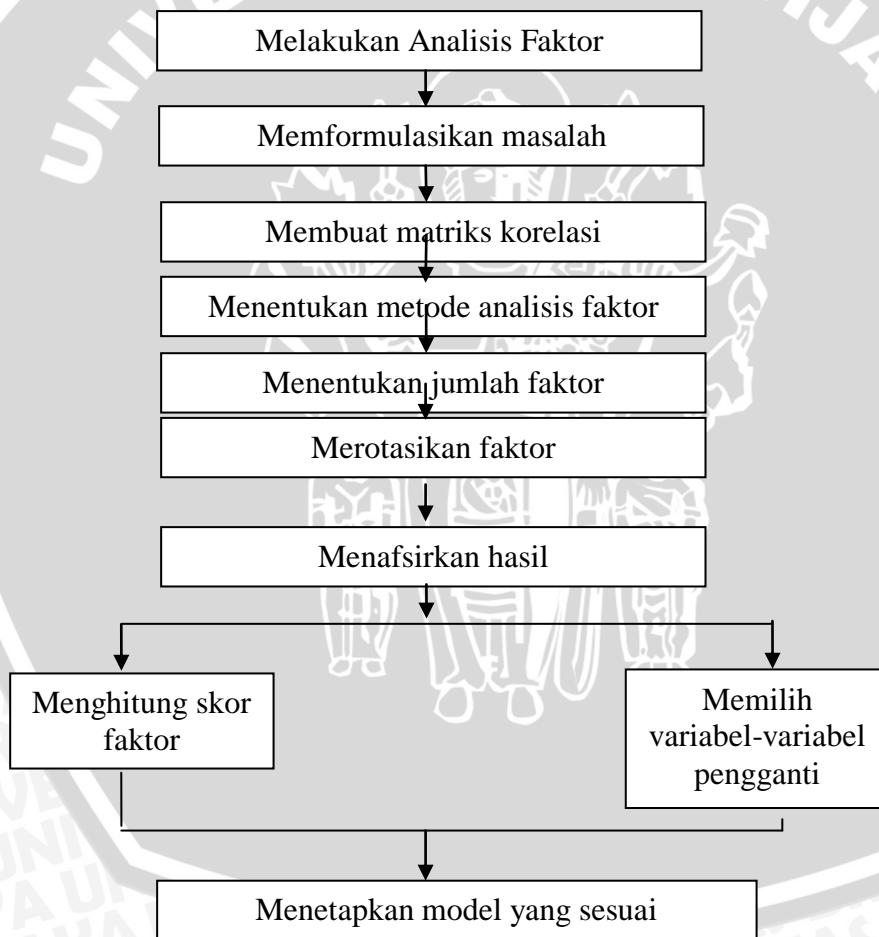 Melakukan Analisis Faktor
Memformulasikan masalah
Membuat matriks korelasi
Menentukan metode analisis faktor
Menentukan jumlah faktor
Merotasikan faktor
Menafsirkan hasil
Menghitung skor
faktor
Memilih
variabel-variabel
pengganti
Menetapkan model yang sesuai